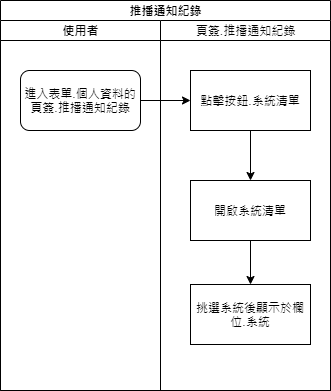 推播通知紀錄
使用者
頁簽.推播通知紀錄
進入表單.個人資料的
頁簽.推播通知紀錄
點擊按鈕.系統清單
開啟系統清單
挑選系統後顯示於欄
位.系統